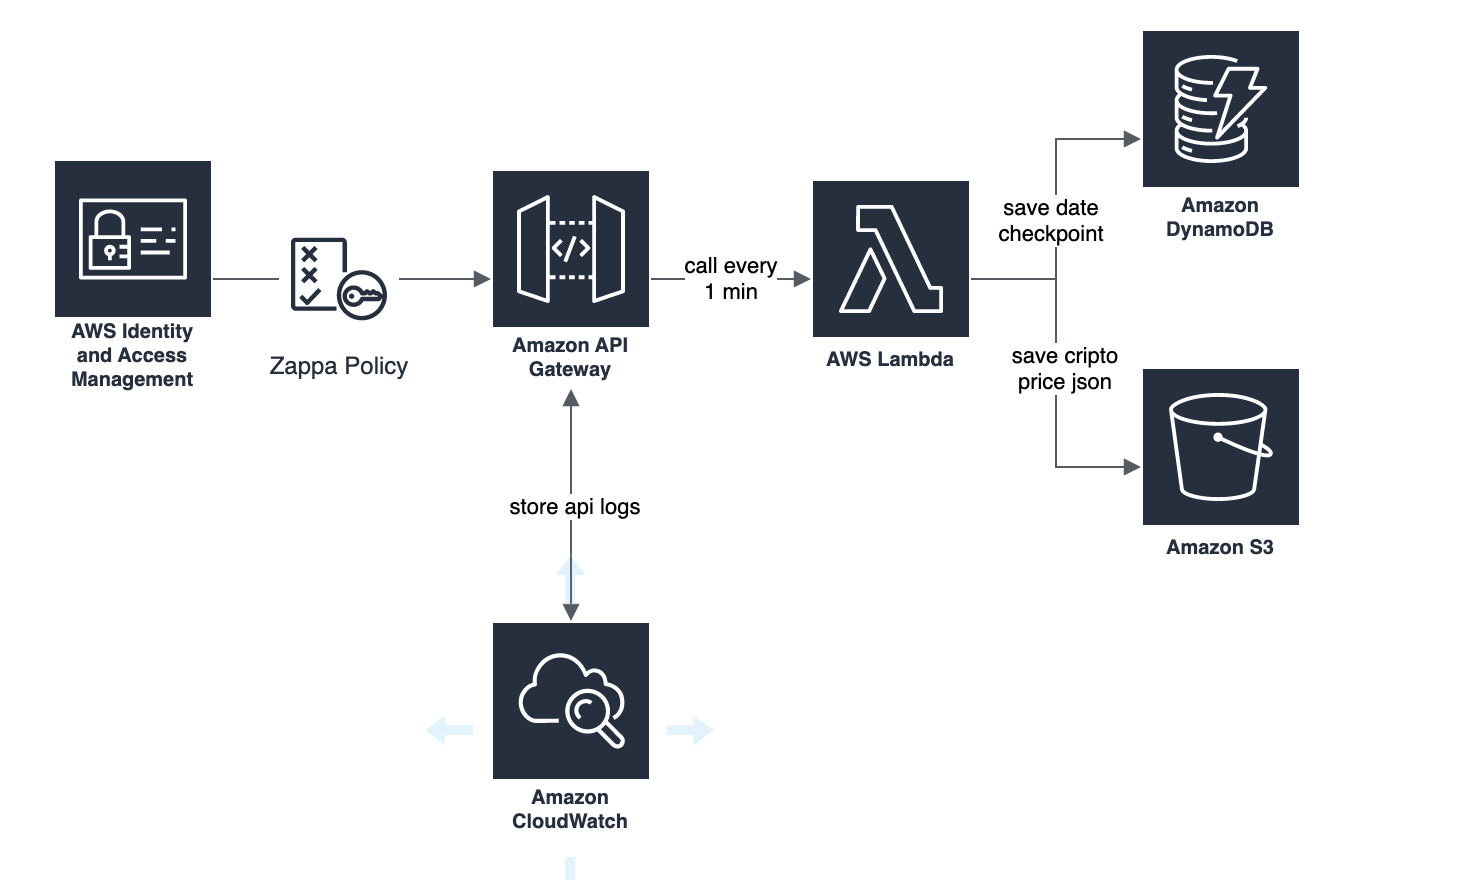 AWS Identity
and Access
Management
Zappa Policy
Amazon API
Gateway
</>
call every
1 min
AWS Lambda
save date
checkpoint
Amazon
DynamoDB
save cripto
price json
Amazon S3
store api logs
Amazon
CloudWatch